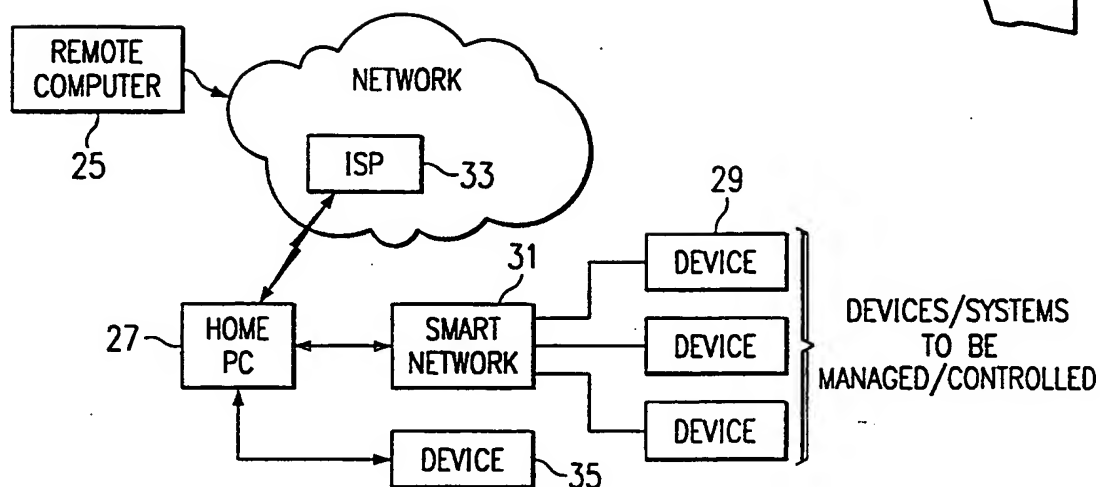 REMOTE
COMPUTER
25
NETWORK
ISP
33
27
HOME
PC
31
SMART
NETWORK
29
DEVICE
DEVICE
DEVICE
DEVICES/SYSTEMS
TO BE
MANAGED/CONTROLLED
DEVICE
35